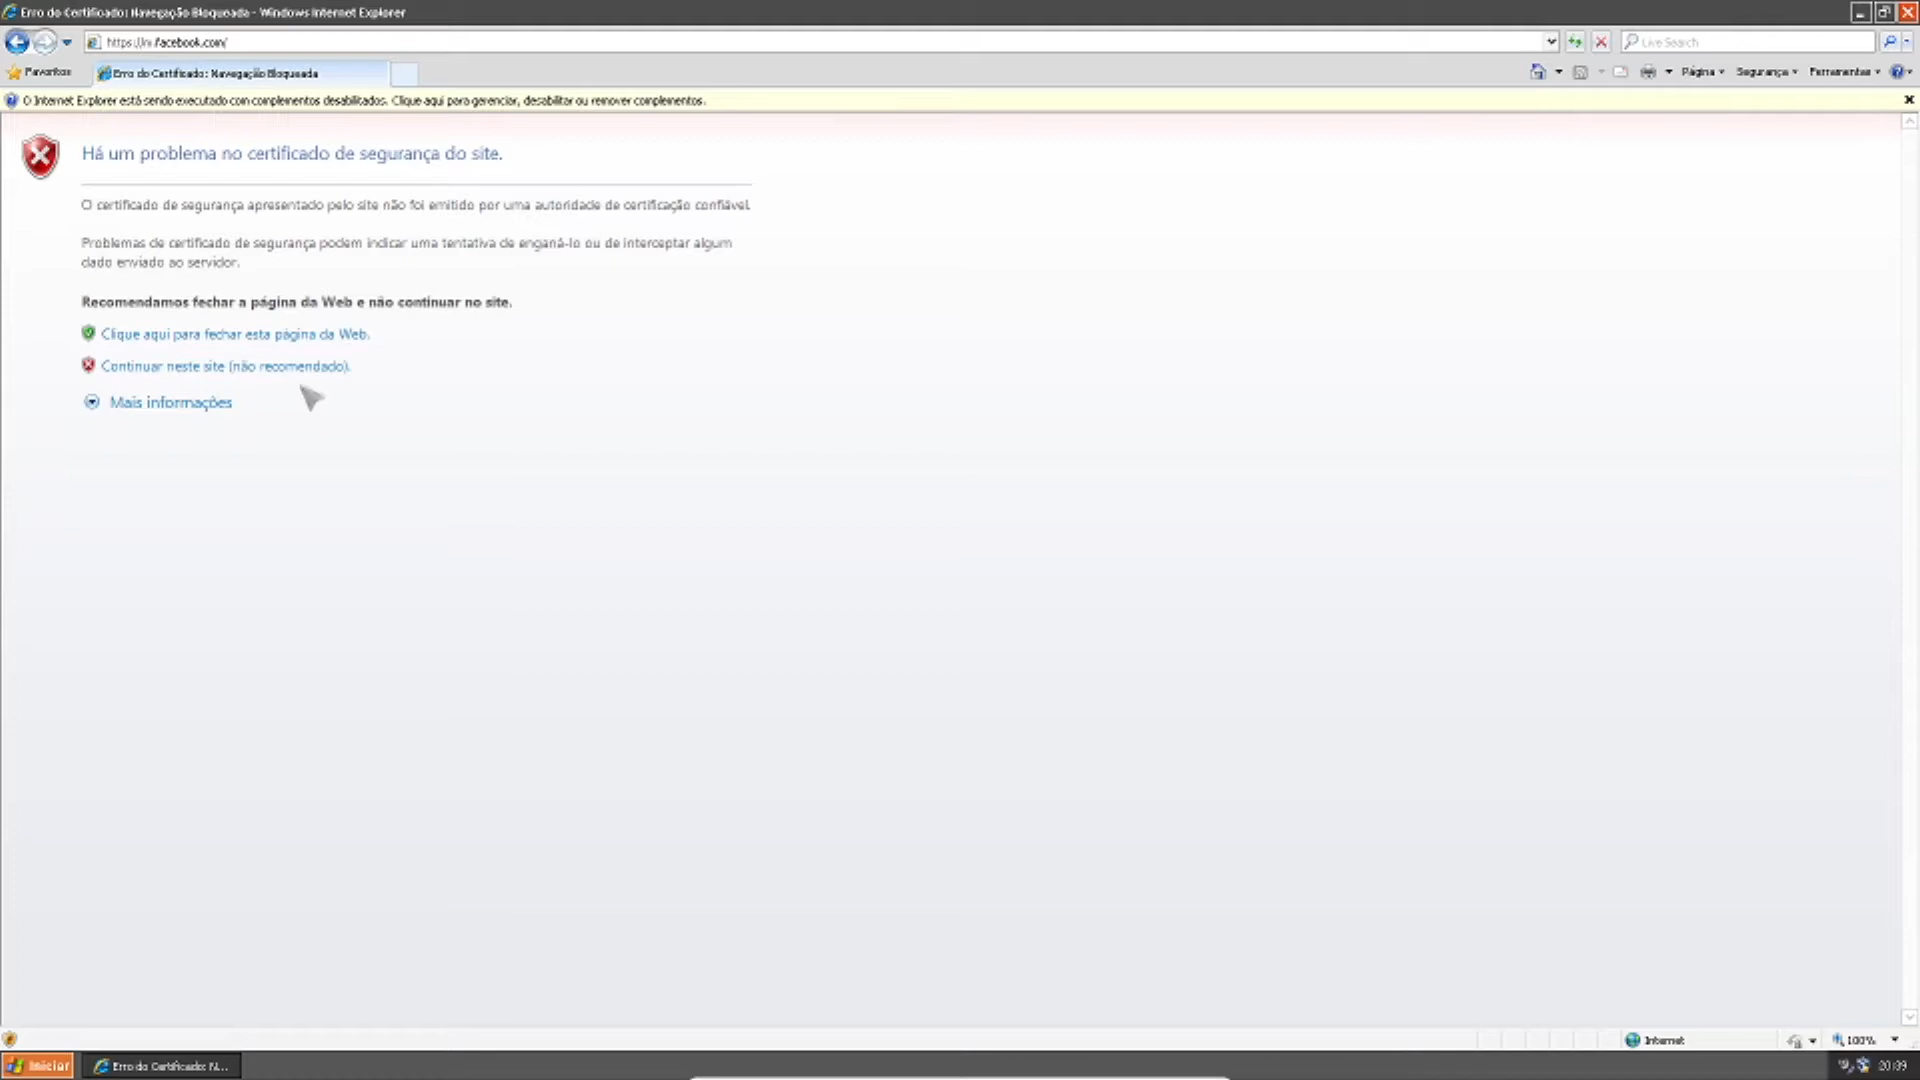 Erro do Certificado: Navegação Bloqueada - Windows Internet Explorer
https://m.facebook.com/
Live Search
Favoritos
Erro do Certificado: Navegação Bloqueada
Página
Segurança
Ferramentas
O Internet Explorer está sendo executado com complementos desabilitados. Clique aqui para gerenciar, desabilitar ou remover complementos.
Há um problema no certificado de segurança do site.
O certificado de segurança apresentado pelo site não foi emitido por uma autoridade de certificação confiável.
Problemas de certificado de segurança podem indicar uma tentativa de enganá-lo ou de interceptar algum
dado enviado ao servidor.
Recomendamos fechar a página da Web e não continuar no site.
Clique aqui para fechar esta página da Web.
Continuar neste site (não recomendado).
Mais informações
Internet
100%
Iniciar
Erro do Certificado: N...
20:39